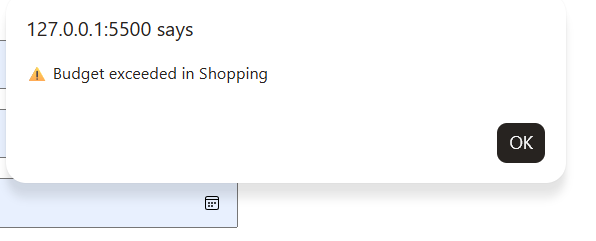 127.0.0.1:5500 says
⚠️ Budget exceeded in Shopping
OK